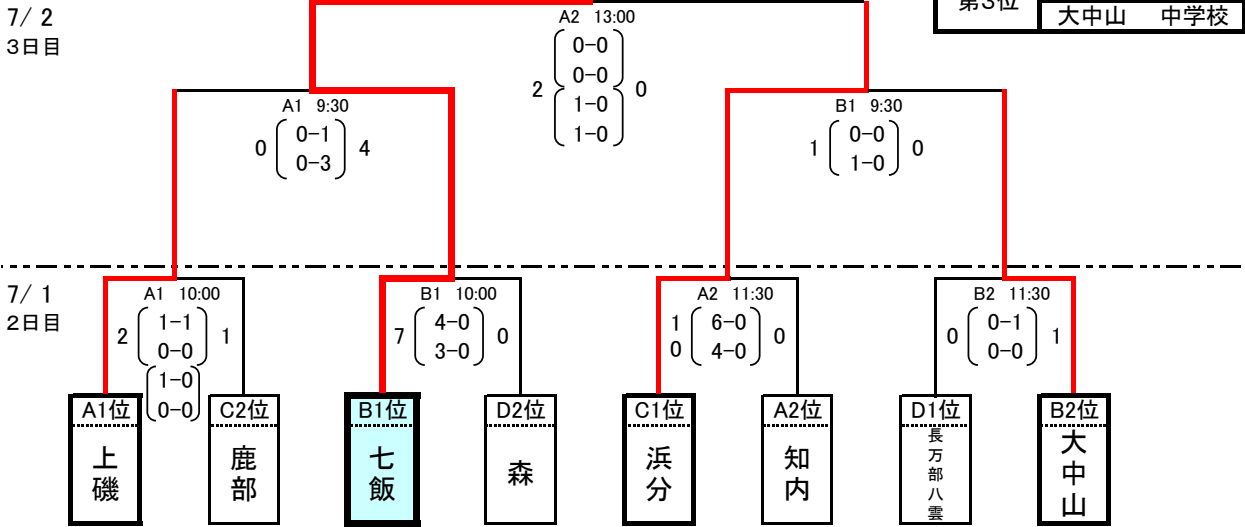 7/ 2
3日目
A2 13:00
第3位
大中山 中学校
2
0-0
0-0
1-0
1-0
0
A1 9:30
0
0-1
0-3
4
B1 9:30
1
0-0
1-0
0
7/ 1
2日目
A1 10:00
2
1-1
0-0
1
1-0
0-0
B1 10:00
7
4-0
3-0
0
A2 11:30
1
0
6-0
4-0
0
B2 11:30
0
0-1
0-0
1
A1位
上磯
C2位
鹿部
B1位
七飯
D2位
森
C1位
浜分
A2位
知内
D1位
長万部八雲
B2位
大中山